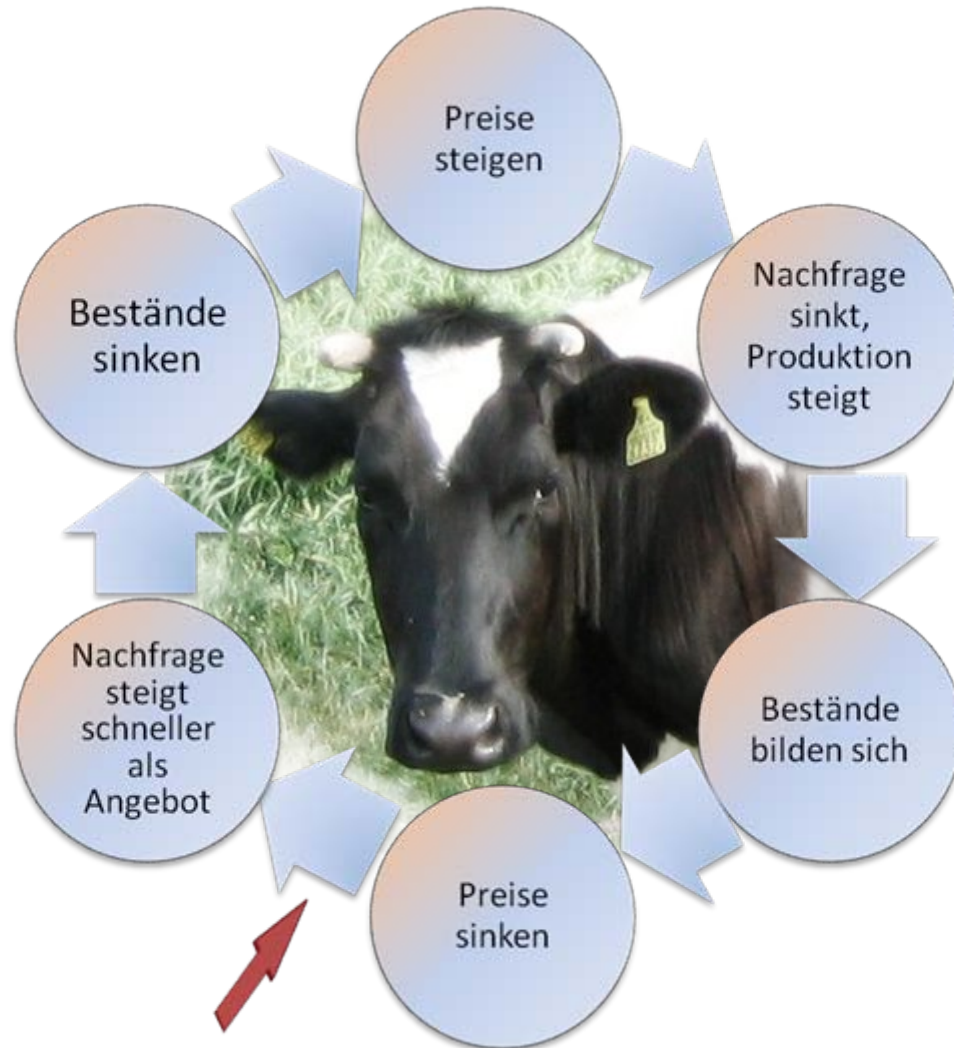 Preise
steigen
Nachfrage
sinkt,
Produktion
steigt
Bestände
bilden sich
Preise
sinken
Nachfrage
steigt
schneller
als
Angebot
Bestände
sinken